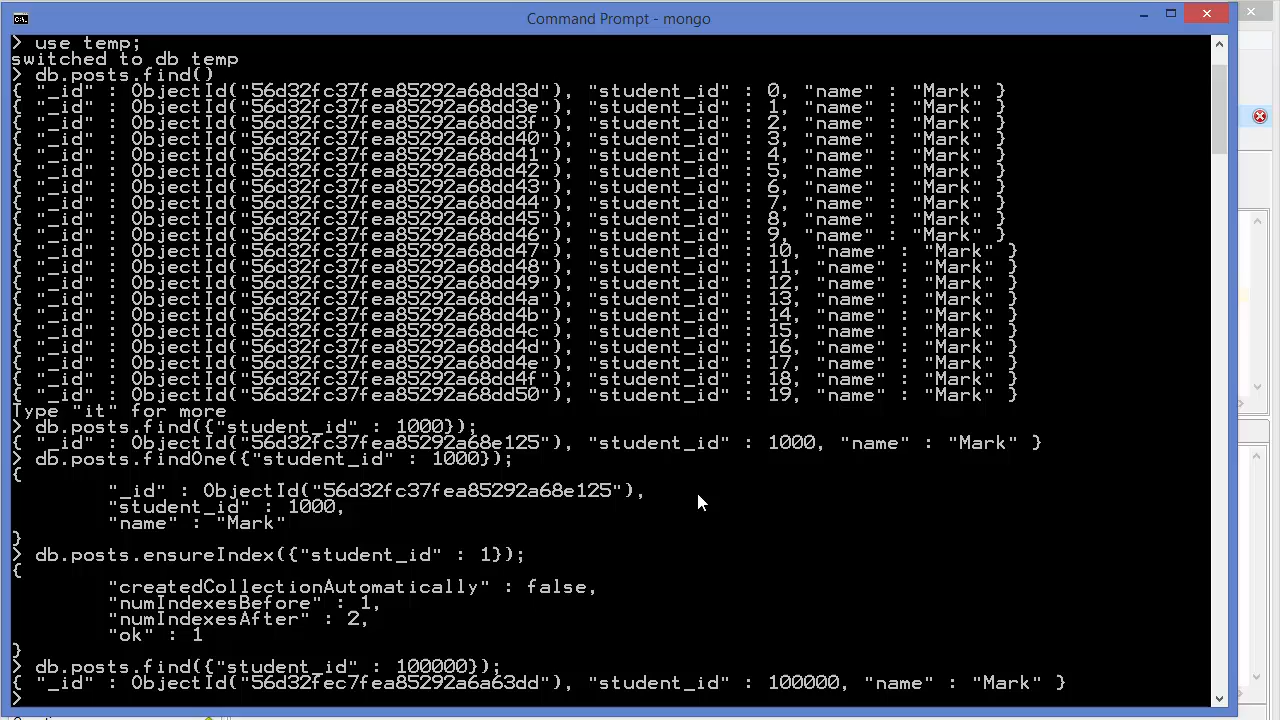 Command Prompt - mongo
> use temp;
switched to db temp
> db.posts.find()
{ "_id" : ObjectId("56d32fc37fea85292a68dd3d"), "student_id" : 0, "name" : "Mark" }
{ "_id" : ObjectId("56d32fc37fea85292a68dd3e"), "student_id" : 1, "name" : "Mark" }
{ "_id" : ObjectId("56d32fc37fea85292a68dd3f"), "student_id" : 2, "name" : "Mark" }
{ "_id" : ObjectId("56d32fc37fea85292a68dd40"), "student_id" : 3, "name" : "Mark" }
{ "_id" : ObjectId("56d32fc37fea85292a68dd41"), "student_id" : 4, "name" : "Mark" }
{ "_id" : ObjectId("56d32fc37fea85292a68dd42"), "student_id" : 5, "name" : "Mark" }
{ "_id" : ObjectId("56d32fc37fea85292a68dd43"), "student_id" : 6, "name" : "Mark" }
{ "_id" : ObjectId("56d32fc37fea85292a68dd44"), "student_id" : 7, "name" : "Mark" }
{ "_id" : ObjectId("56d32fc37fea85292a68dd45"), "student_id" : 8, "name" : "Mark" }
{ "_id" : ObjectId("56d32fc37fea85292a68dd46"), "student_id" : 9, "name" : "Mark" }
{ "_id" : ObjectId("56d32fc37fea85292a68dd47"), "student_id" : 10, "name" : "Mark" }
{ "_id" : ObjectId("56d32fc37fea85292a68dd48"), "student_id" : 11, "name" : "Mark" }
{ "_id" : ObjectId("56d32fc37fea85292a68dd49"), "student_id" : 12, "name" : "Mark" }
{ "_id" : ObjectId("56d32fc37fea85292a68dd4a"), "student_id" : 13, "name" : "Mark" }
{ "_id" : ObjectId("56d32fc37fea85292a68dd4b"), "student_id" : 14, "name" : "Mark" }
{ "_id" : ObjectId("56d32fc37fea85292a68dd4c"), "student_id" : 15, "name" : "Mark" }
{ "_id" : ObjectId("56d32fc37fea85292a68dd4d"), "student_id" : 16, "name" : "Mark" }
{ "_id" : ObjectId("56d32fc37fea85292a68dd4e"), "student_id" : 17, "name" : "Mark" }
{ "_id" : ObjectId("56d32fc37fea85292a68dd4f"), "student_id" : 18, "name" : "Mark" }
{ "_id" : ObjectId("56d32fc37fea85292a68dd50"), "student_id" : 19, "name" : "Mark" }
Type "it" for more
> db.posts.find({"student_id" : 1000});
{ "_id" : ObjectId("56d32fc37fea85292a68e125"), "student_id" : 1000, "name" : "Mark" }
> db.posts.findOne({"student_id" : 1000});
{
"_id" : ObjectId("56d32fc37fea85292a68e125"),
"student_id" : 1000,
"name" : "Mark"
}
> db.posts.ensureIndex({"student_id" : 1});
{
"createdCollectionAutomatically" : false,
"numIndexesBefore" : 1,
"numIndexesAfter" : 2,
"ok" : 1
}
> db.posts.find({"student_id" : 100000});
{ "_id" : ObjectId("56d32fec7fea85292a6a63dd"), "student_id" : 100000, "name" : "Mark" }
>